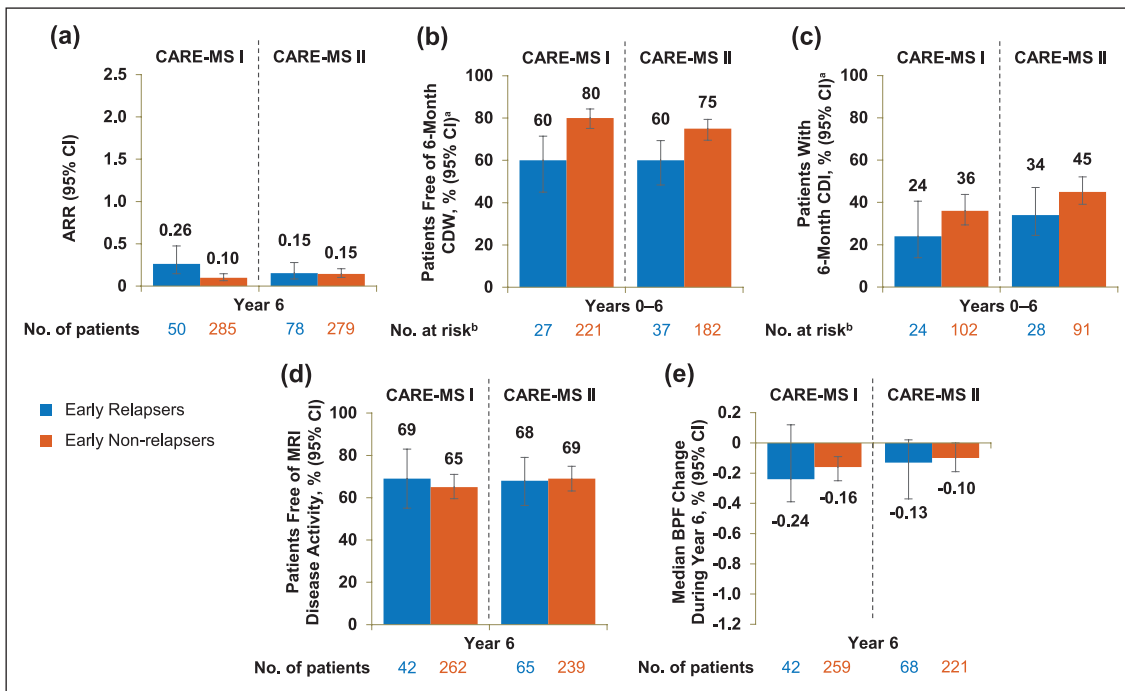 (a)
CARE-MS I CARE-MS II
ARR (95% CI)
2.5
2.0
1.5
1.0
0.5
0
0.26
0.10
0.15
0.15
Year 6
No. of patients 50 285 78 279
(b)
CARE-MS I CARE-MS II
Patients Free of 6-Month
CDW, % (95% CI)ᵃ
100
80
60
40
20
0
60
80
60
75
Years 0–6
No. at riskᵇ 27 221 37 182
(c)
CARE-MS I CARE-MS II
Patients With
6-Month CDI, % (95% CI)ᵃ
100
80
60
40
20
0
24
36
34
45
Years 0–6
No. at riskᵇ 24 102 28 91
Early Relapsers
Early Non-relapsers
(d)
CARE-MS I CARE-MS II
Patients Free of MRI
Disease Activity, % (95% CI)
100
80
60
40
20
0
69
65
68
69
Year 6
No. of patients 42 262 65 239
(e)
CARE-MS I CARE-MS II
Median BPF Change
During Year 6, % (95% CI)
0.2
0
-0.2
-0.4
-0.6
-0.8
-1.0
-1.2
-0.24
-0.16
-0.13
-0.10
Year 6
No. of patients 42 259 68 221